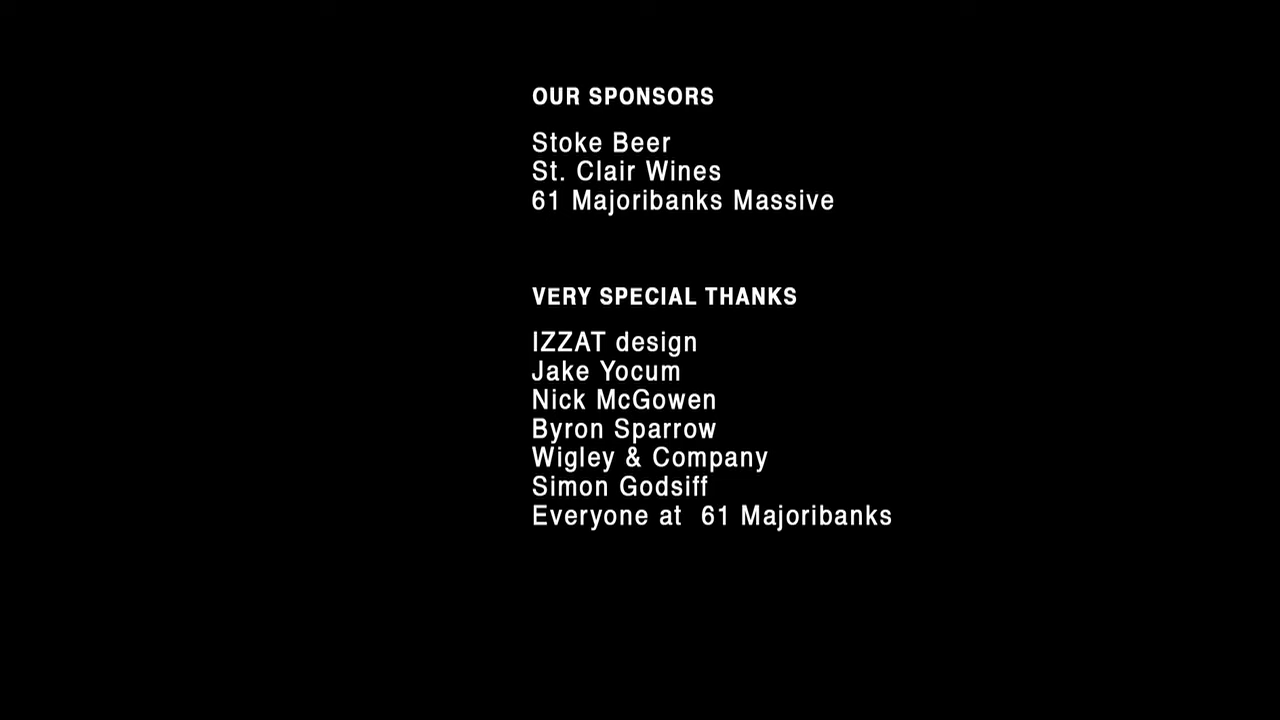 OUR SPONSORS
Stoke Beer
St. Clair Wines
61 Majoribanks Massive
VERY SPECIAL THANKS
IZZAT design
Jake Yocum
Nick McGowen
Byron Sparrow
Wigley & Company
Simon Godsiff
Everyone at  61 Majoribanks